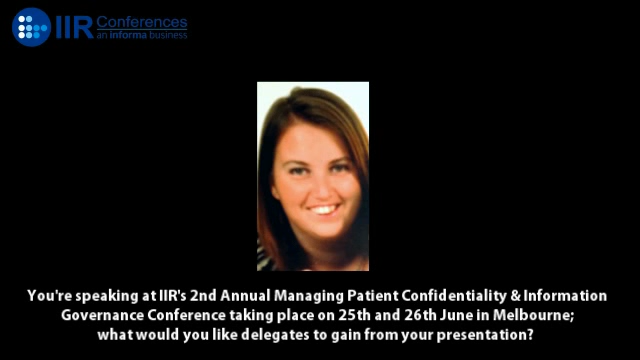 IIR Conferences
an informa business
You're speaking at IIR's 2nd Annual Managing Patient Confidentiality & Information
Governance Conference taking place on 25th and 26th June in Melbourne;
what would you like delegates to gain from your presentation?